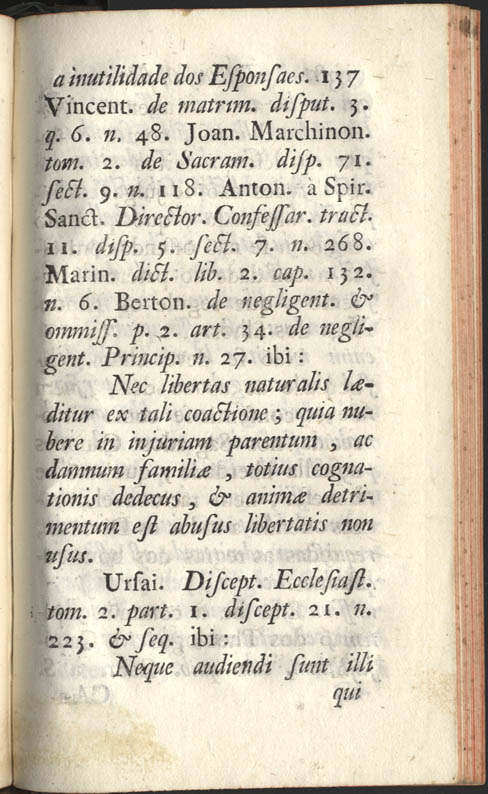 a inutilidade dos Eſponſaes. 137
Vincent. de matrim. diſput. 3.
q. 6. n. 48. Joan. Marchinon.
tom. 2. de Sacram. diſp. 71.
ſect. 9. n. 118. Anton. à Spir.
Sanct. Director. Confeſſar. tract.
11. diſp. 5. ſect. 7. n. 268.
Marin. dict. lib. 2. cap. 132.
n. 6. Berton. de negligent. &
ommiſſ. p. 2. art. 34. de negli-
gent. Princip. n. 27. ibi:
Nec libertas naturalis læ-
ditur ex tali coactione; quia nu-
bere in injuriam parentum, ac
damnum familiæ, totius cogna-
tionis dedecus, & animæ detri-
mentum eſt abuſus libertatis non
uſus.
Urſai. Diſcept. Eccleſiaſt.
tom. 2. part. 1. diſcept. 21. n.
223. & ſeq. ibi:
Neque audiendi ſunt illi
qui